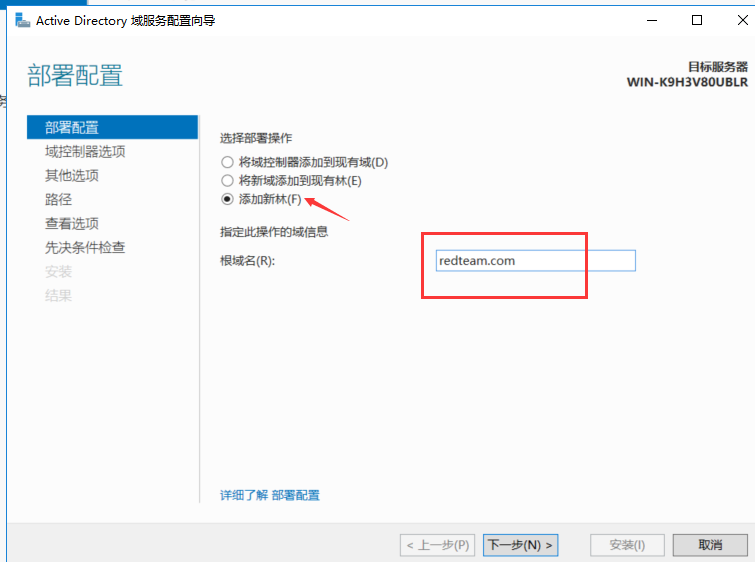 Active Directory 域服务配置向导
部署配置
目标服务器
WIN-K9H3V80UBLR
部署配置
域控制器选项
其他选项
路径
查看选项
先决条件检查
安装
结果
选择部署操作
将域控制器添加到现有域(D)
将新域添加到现有林(E)
添加新林(F)
指定此操作的域信息
根域名(R):
redteam.com
详细了解 部署配置
< 上一步(P)
下一步(N) >
安装(I)
取消